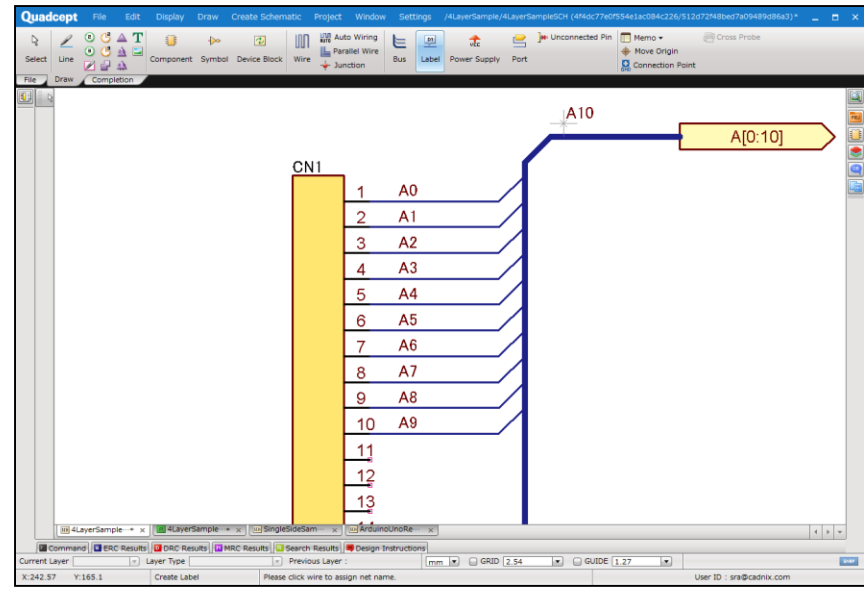 Quadcept File Edit Display Draw Create Schematic Project Window Settings /4LayerSample/4LayerSampleSCH (4f4dc77e0f554e1ac084c226/512d72f48bed7a09489d86a3)*
Select Line T Component Symbol Device Block Wire Auto Wiring Parallel Wire Junction Bus Label Power Supply Port Unconnected Pin Memo Move Origin Connection Point Cross Probe
File Draw Completion
A10
A[0:10]
CN1
1 A0
2 A1
3 A2
4 A3
5 A4
6 A5
7 A6
8 A7
9 A8
10 A9
11
12
13
4LayerSample··· * x 4LayerSample··· * x SingleSideSam··· x ArduinoUnoRe··· x
Command ERC Results DRC Results MRC Results Search Results Design Instructions
Current Layer Layer Type Previous Layer : mm GRID 2.54 GUIDE 1.27
X:242.57 Y:165.1 Create Label Please click wire to assign net name. User ID : sra@cadnix.com